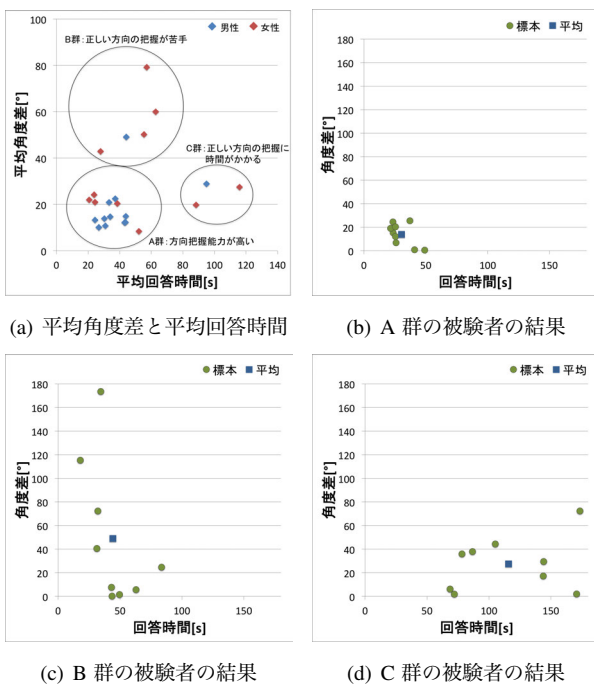 男性 女性
B群：正しい方向の把握が苦手
C群：正しい方向の把握に
時間がかかる
A群：方向把握能力が高い
平均角度差[°]
100
80
60
40
20
0
0 20 40 60 80 100 120 140
平均回答時間[s]
(a) 平均角度差と平均回答時間
標本 平均
角度差[°]
180
160
140
120
100
80
60
40
20
0
0 50 100 150
回答時間[s]
(b) A 群の被験者の結果
標本 平均
角度差[°]
180
160
140
120
100
80
60
40
20
0
0 50 100 150
回答時間[s]
(c) B 群の被験者の結果
標本 平均
角度差[°]
180
160
140
120
100
80
60
40
20
0
0 50 100 150
回答時間[s]
(d) C 群の被験者の結果